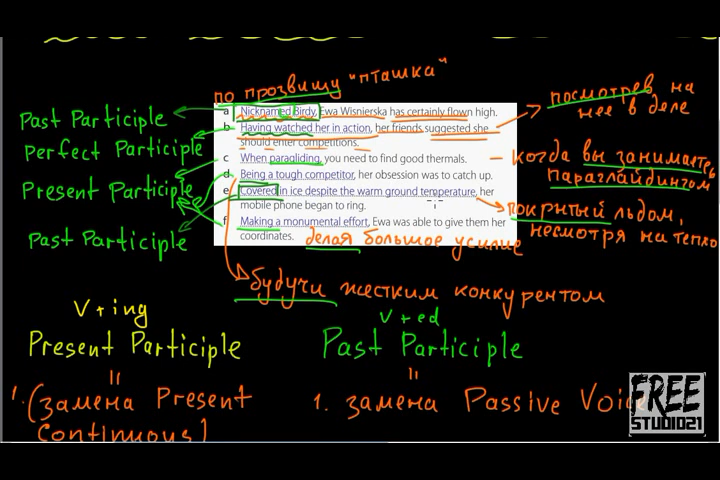 по прозвищу "пташка"
a Nicknamed Birdy, Ewa Wisnierska has certainly flown high.
b Having watched her in action, her friends suggested she
should enter competitions.
c When paragliding, you need to find good thermals.
d Being a tough competitor, her obsession was to catch up.
e Covered in ice despite the warm ground temperature, her
mobile phone began to ring.
f Making a monumental effort, Ewa was able to give them her
coordinates.
Past Participle
Perfect Participle
Present Participle
Past Participle
посмотрев на
нее в деле
– когда вы занимаетесь
параглайдингом
покрытый льдом,
несмотря на тепло
делая большое усилие
будучи жестким конкурентом
V + ing
Present Participle
=
1. (замена Present
Continuous)
V + ed
Past Participle
=
1. замена Passive Voice
FREE
STUDIO21